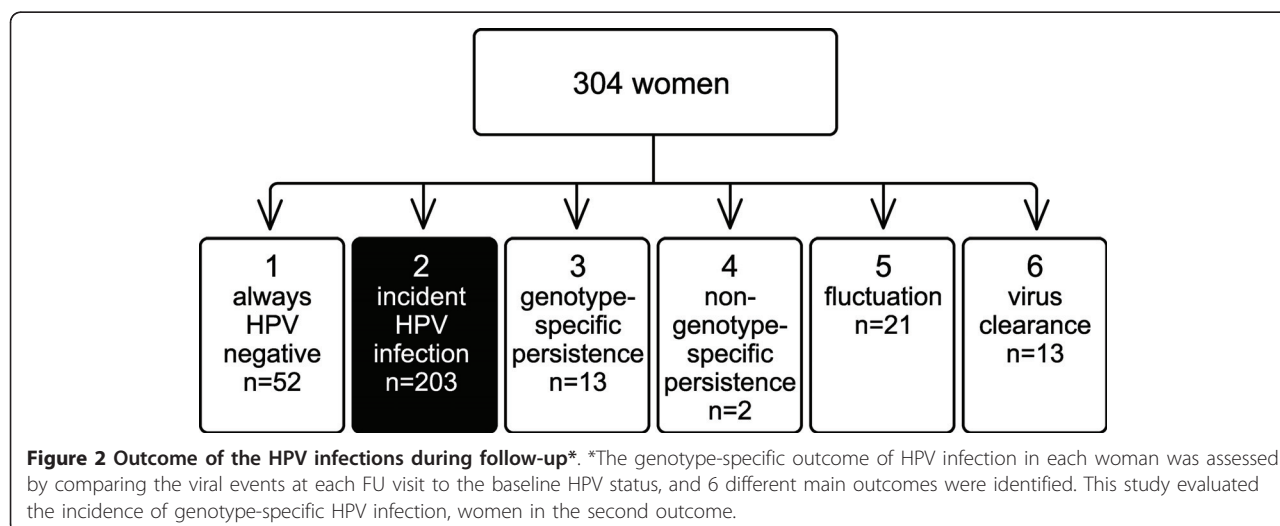 304 women
1
always
HPV
negative
n=52
2
incident
HPV
infection
n=203
3
genotype-
specific
persistence
n=13
4
non-
genotype-
specific
persistence
n=2
5
fluctuation
n=21
6
virus
clearance
n=13
Figure 2 Outcome of the HPV infections during follow-up*. *The genotype-specific outcome of HPV infection in each woman was assessed
by comparing the viral events at each FU visit to the baseline HPV status, and 6 different main outcomes were identified. This study evaluated
the incidence of genotype-specific HPV infection, women in the second outcome.